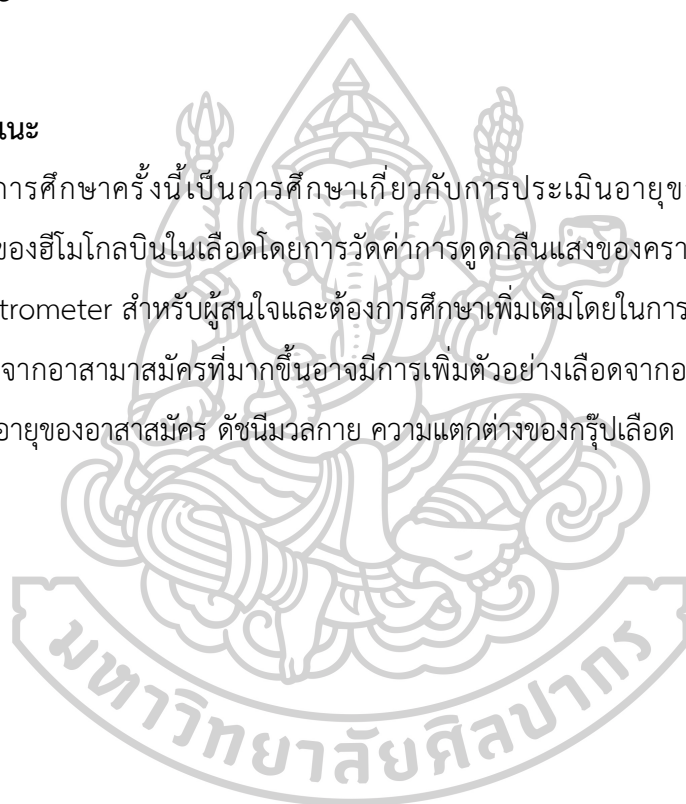 แนะ
การศึกษาครั้งนี้เป็นการศึกษาเกี่ยวกับการประเมินอายุข
ของฮีโมโกลบินในเลือดโดยการวัดค่าการดูดกลืนแสงของครา
trometer สำหรับผู้สนใจและต้องการศึกษาเพิ่มเติมโดยในการ
จากอาสามาสมัครที่มากขึ้นอาจมีการเพิ่มตัวอย่างเลือดจากอ
อายุของอาสาสมัคร ดัชนีมวลกาย ความแตกต่างของกรุ๊ปเลือด
มหาวิทยาลัยศิลปากร